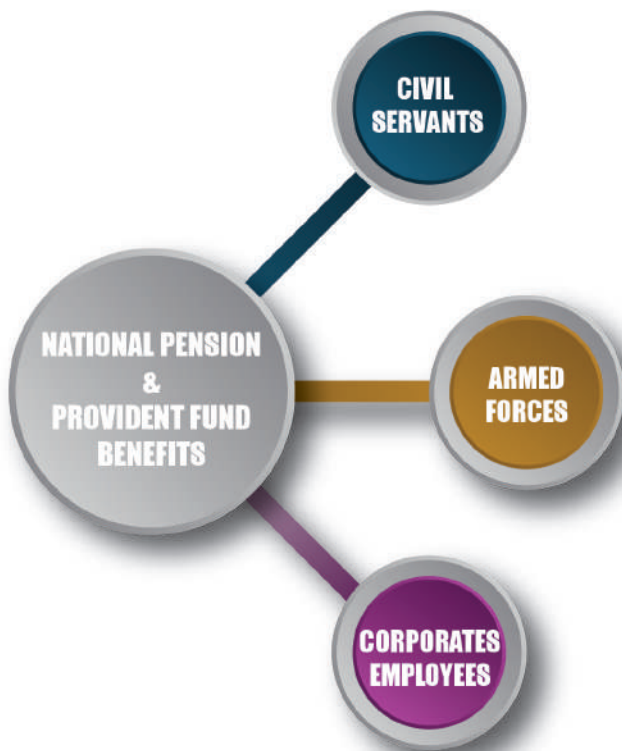 CIVIL
SERVANTS
NATIONAL PENSION
&
PROVIDENT FUND
BENEFITS
ARMED
FORCES
CORPORATES
EMPLOYEES